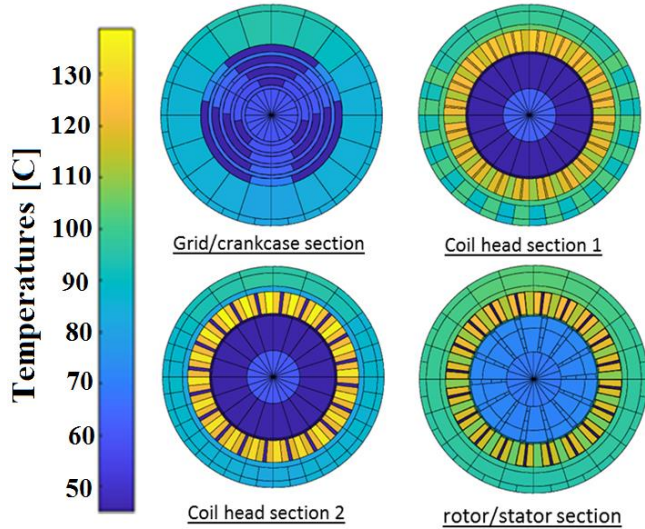 Temperatures [C]
130
120
110
100
90
80
70
60
50
Grid/crankcase section
Coil head section 1
Coil head section 2
rotor/stator section